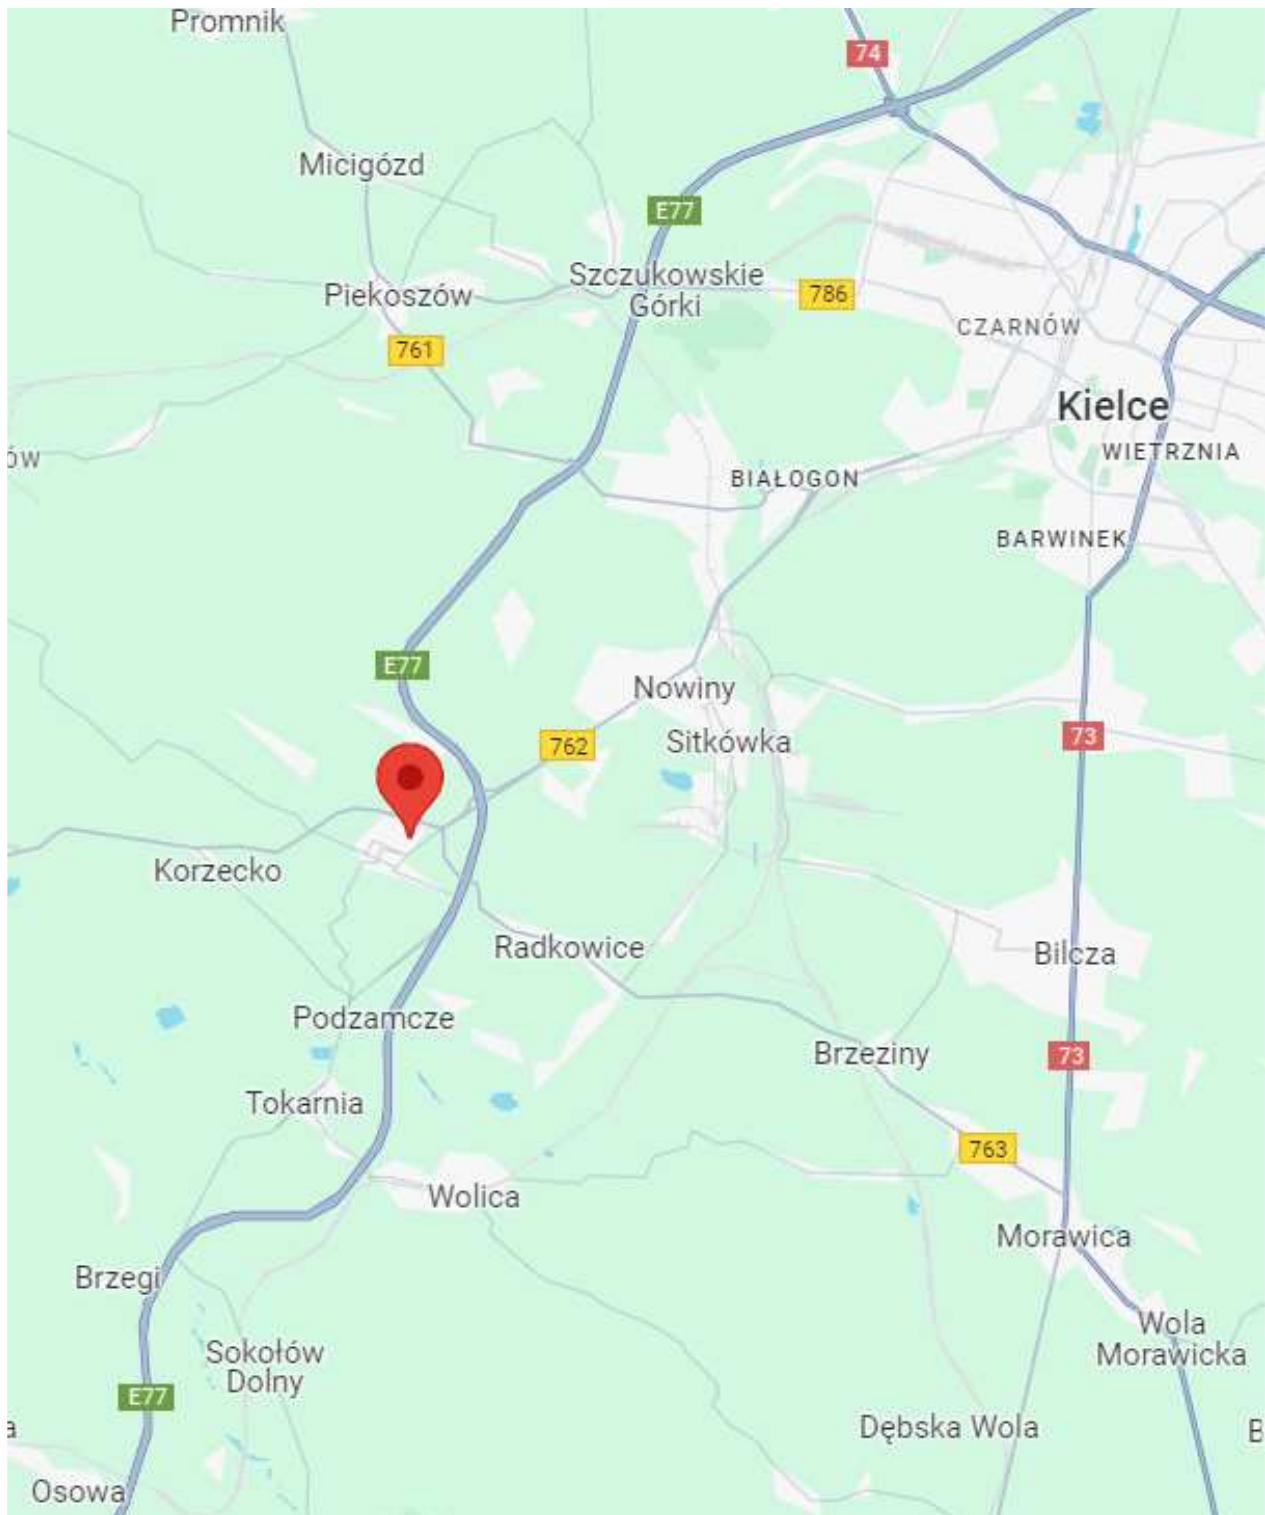 Promnik
74
Micigózd
E77
Szczukowskie
Górki
Piekoszów
786
CZARNÓW
761
Kielce
WIETRZNIA
ÓW
BIAŁOGON
BARWINEK
E77
Nowiny
73
762
Sitkówka
Korzecko
Radkowice
Bilcza
Podzamcze
Brzeziny
73
Tokarnia
763
Wolica
Morawica
Brzegi
Wola
Morawicka
Sokołów
Dolny
E77
a
Dębska Wola
B
Osowa